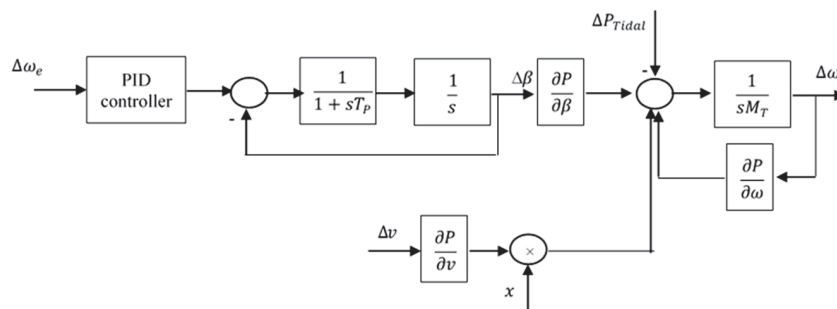 ΔP_Tidal
Δω_e
PID
controller
-
1
1 + sT_P
1
s
Δβ
∂P
∂β
-
1
sM_T
Δω
∂P
∂ω
Δv
∂P
∂v
×
x